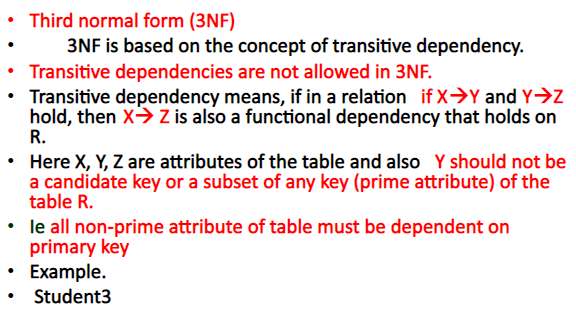 • Third normal form (3NF)
• 3NF is based on the concept of transitive dependency.
• Transitive dependencies are not allowed in 3NF.
• Transitive dependency means, if in a relation if X→Y and Y→Z
hold, then X→ Z is also a functional dependency that holds on
R.
• Here X, Y, Z are attributes of the table and also Y should not be
a candidate key or a subset of any key (prime attribute) of the
table R.
• Ie all non-prime attribute of table must be dependent on
primary key
• Example.
• Student3